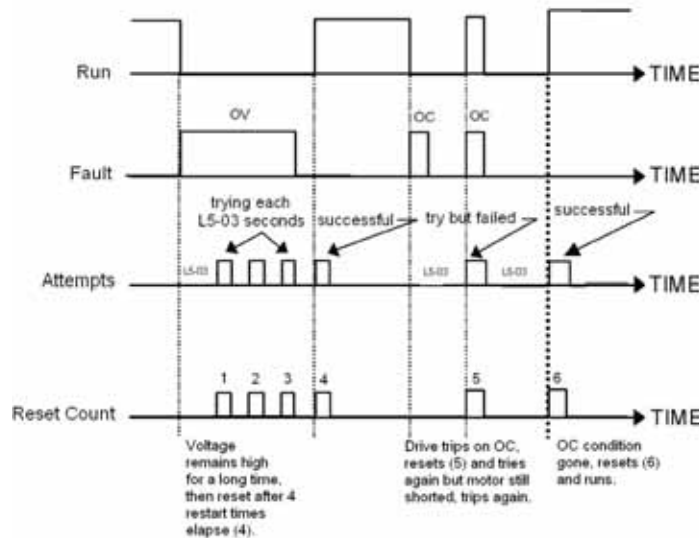 Run
TIME
OV
OC
OC
Fault
TIME
trying each
L5-03 seconds
successful
try but failed
successful
L5-03
L5-03
L5-03
Attempts
TIME
1
2
3
4
5
6
Reset Count
TIME
Voltage
remains high
for a long time,
then reset after 4
restart times
elapse (4).
Drive trips on OC,
resets (5) and tries
again but motor still
shorted, trips again.
OC condition
gone, resets (6)
and runs.